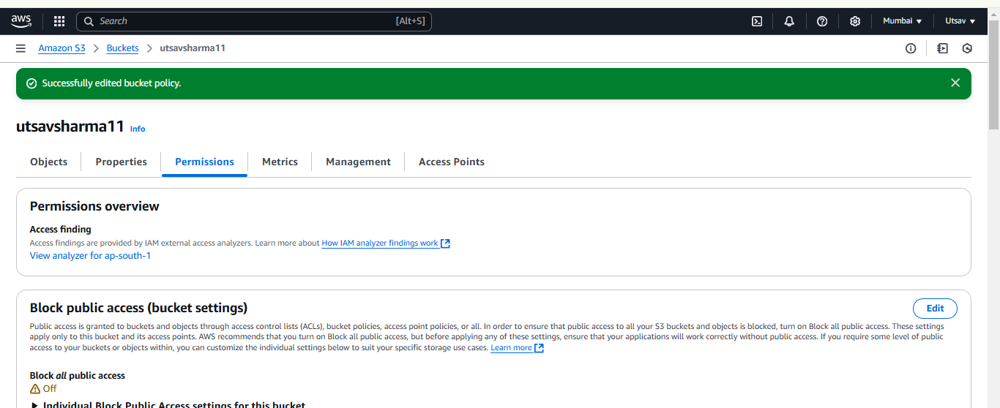 aws Search [Alt+S] Mumbai ▼ Utsav ▼
Amazon S3 > Buckets > utsavsharma11
Successfully edited bucket policy.
utsavsharma11 Info
Objects Properties Permissions Metrics Management Access Points
Permissions overview
Access finding
Access findings are provided by IAM external access analyzers. Learn more about How IAM analyzer findings work
View analyzer for ap-south-1
Block public access (bucket settings) Edit
Public access is granted to buckets and objects through access control lists (ACLs), bucket policies, access point policies, or all. In order to ensure that public access to all your S3 buckets and objects is blocked, turn on Block all public access. These settings
apply only to this bucket and its access points. AWS recommends that you turn on Block all public access, but before applying any of these settings, ensure that your applications will work correctly without public access. If you require some level of public
access to your buckets or objects within, you can customize the individual settings below to suit your specific storage use cases. Learn more
Block all public access
Off
Individual Block Public Access settings for this bucket